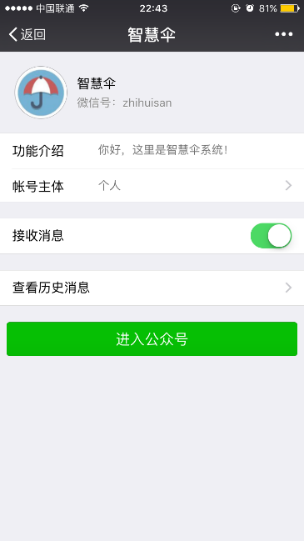 中国联通 22:43 81%
返回 智慧伞
智慧伞
微信号：zhihuisan
功能介绍 你好，这里是智慧伞系统！
帐号主体 个人
接收消息
查看历史消息
进入公众号